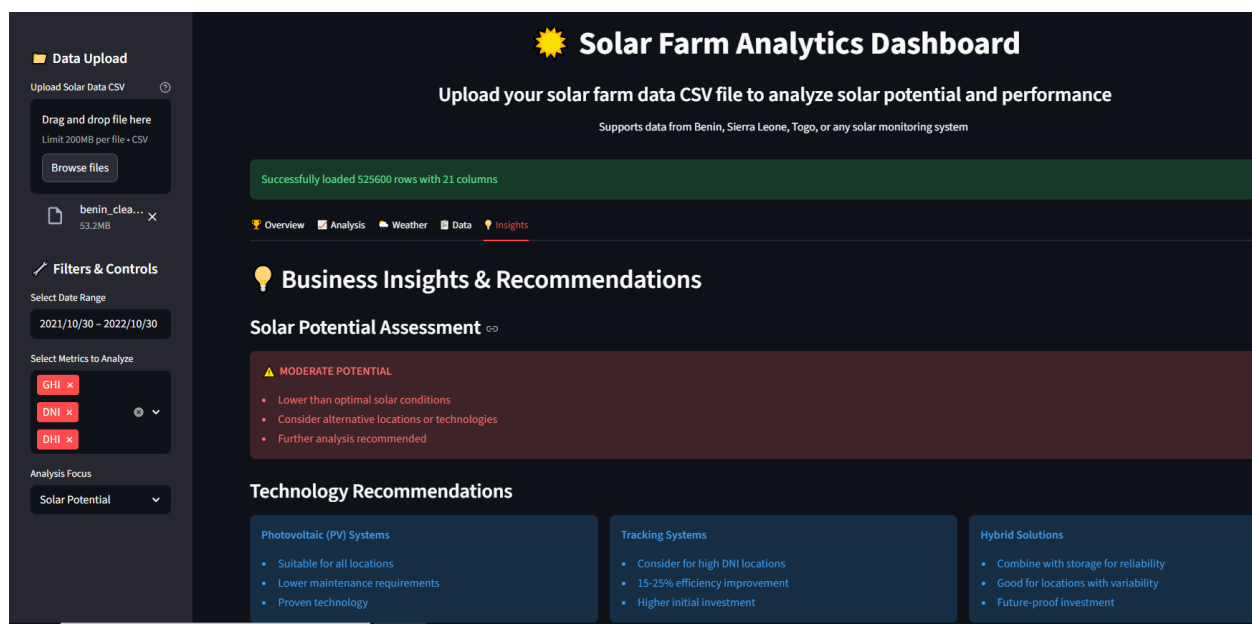 Data Upload
Upload Solar Data CSV
Drag and drop file here
Limit 200MB per file • CSV
Browse files
benin_clea...
53.2MB
Filters & Controls
Select Date Range
2021/10/30 – 2022/10/30
Select Metrics to Analyze
GHI ×
DNI ×
DHI ×
Analysis Focus
Solar Potential
Solar Farm Analytics Dashboard
Upload your solar farm data CSV file to analyze solar potential and performance
Supports data from Benin, Sierra Leone, Togo, or any solar monitoring system
Successfully loaded 525600 rows with 21 columns
Overview Analysis Weather Data Insights
Business Insights & Recommendations
Solar Potential Assessment
MODERATE POTENTIAL
• Lower than optimal solar conditions
• Consider alternative locations or technologies
• Further analysis recommended
Technology Recommendations
Photovoltaic (PV) Systems
• Suitable for all locations
• Lower maintenance requirements
• Proven technology
Tracking Systems
• Consider for high DNI locations
• 15-25% efficiency improvement
• Higher initial investment
Hybrid Solutions
• Combine with storage for reliability
• Good for locations with variability
• Future-proof investment